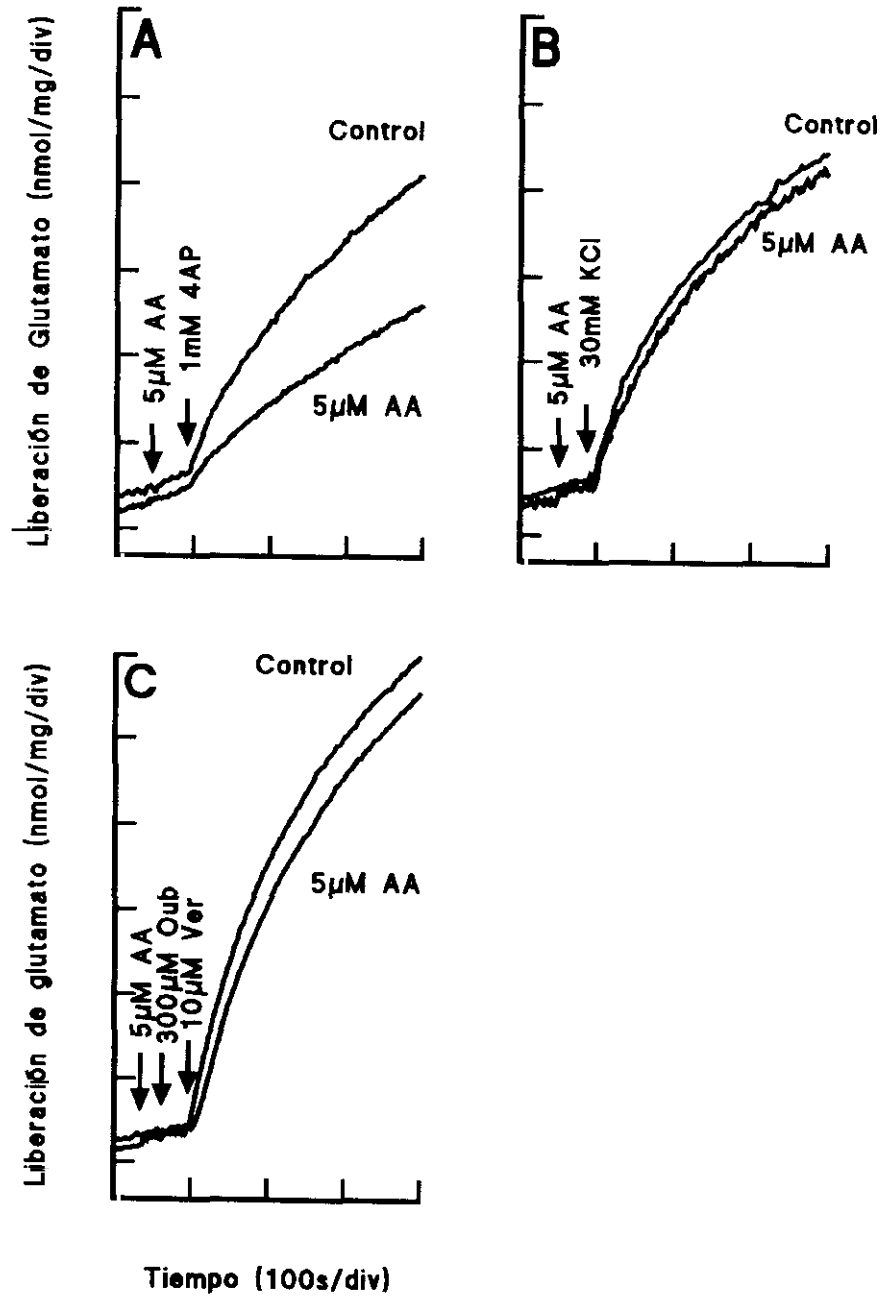 Liberación de Glutamato (nmol/mg/div)
A
Control
5µM AA
1mM 4AP
5µM AA
B
Control
5µM AA
30mM KCl
5µM AA
Liberación de glutamato (nmol/mg/div)
C
Control
5µM AA
300µM Oub
10µM Ver
5µM AA
Tiempo (100s/div)